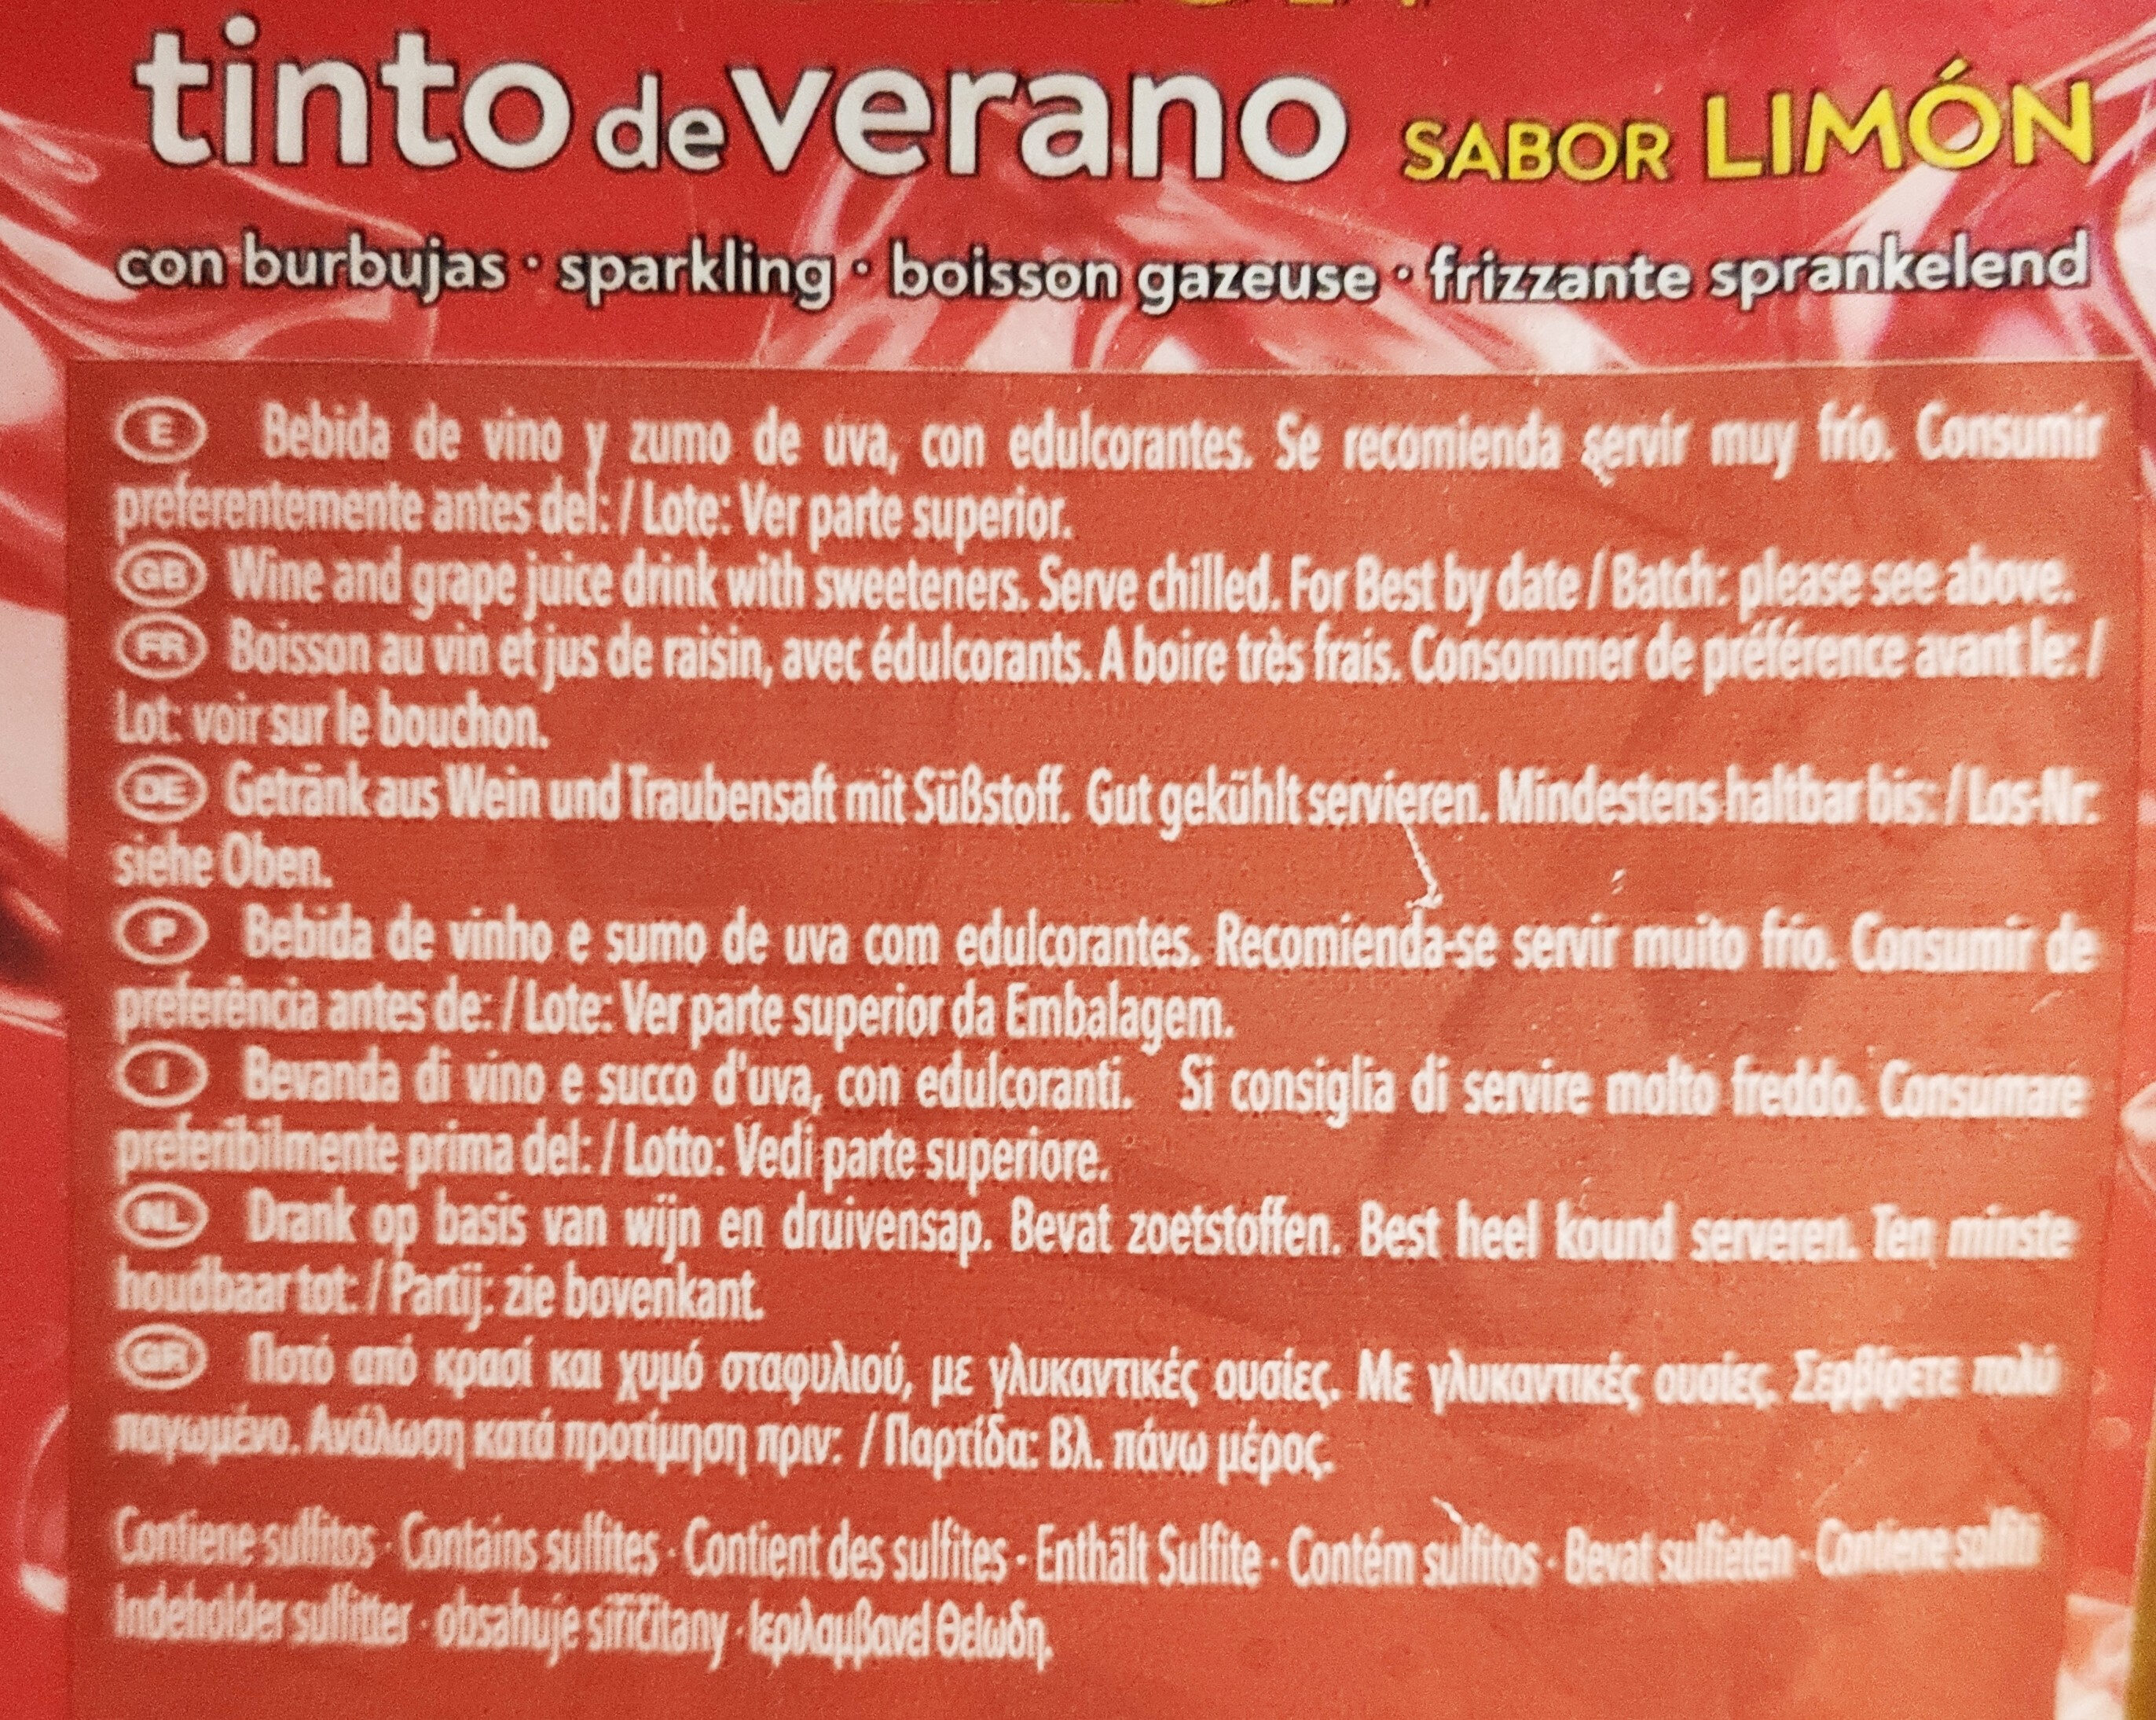 tinto de verano SABOR LIMÓN
con burbujas · sparkling · boisson gazeuse · frizzante sprankelend
E Bebida de vino y zumo de uva, con edulcorantes. Se recomienda servir muy frío. Consumir
preferentemente antes del: / Lote: Ver parte superior.
GB Wine and grape juice drink with sweeteners. Serve chilled. For Best by date / Batch: please see above.
FR Boisson au vin et jus de raisin, avec édulcorants. A boire très frais. Consommer de préférence avant le: /
Lot: voir sur le bouchon.
DE Getränk aus Wein und Traubensaft mit Süßstoff. Gut gekühlt servieren. Mindestens haltbar bis: / Los-Nr:
siehe Oben.
P Bebida de vinho e sumo de uva com edulcorantes. Recomienda-se servir muito frio. Consumir de
preferência antes de: / Lote: Ver parte superior da Embalagem.
I Bevanda di vino e succo d'uva, con edulcoranti. Si consiglia di servire molto freddo. Consumare
preferibilmente prima del: / Lotto: Vedi parte superiore.
NL Drank op basis van wijn en druivensap. Bevat zoetstoffen. Best heel kound serveren. Ten minste
houdbaar tot: / Partij: zie bovenkant.
GR Ποτό από κρασί και χυμό σταφυλιού, με γλυκαντικές ουσίες. Με γλυκαντικές ουσίες. Σερβίρετε πολύ
παγωμένο. Ανάλωση κατά προτίμηση πριν: / Παρτίδα: Βλ. πάνω μέρος.
Contiene sulfitos · Contains sulfites · Contient des sulfites · Enthält Sulfite · Contém sulfitos · Bevat sulfieten · Contiene solfiti
Indeholder sulfitter · obsahuje siřičitany · Ιεριλαμβανεl Θεlωδη.